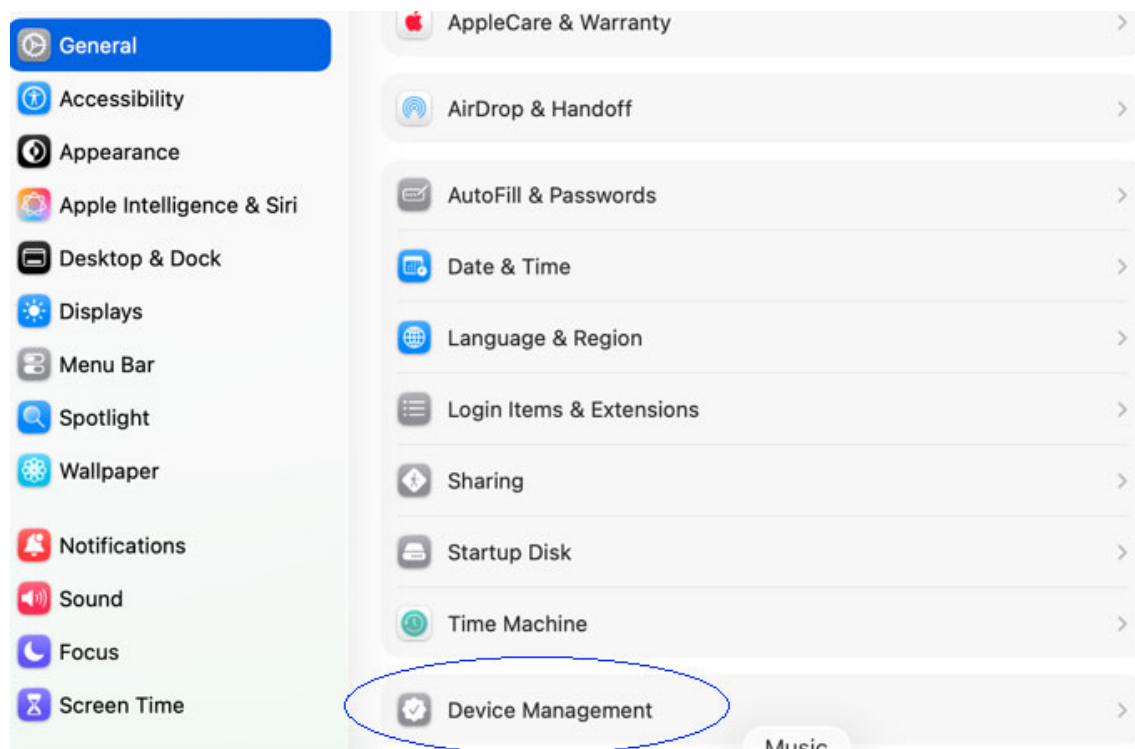 General
Accessibility
Appearance
Apple Intelligence & Siri
Desktop & Dock
Displays
Menu Bar
Spotlight
Wallpaper
Notifications
Sound
Focus
Screen Time
AppleCare & Warranty
AirDrop & Handoff
AutoFill & Passwords
Date & Time
Language & Region
Login Items & Extensions
Sharing
Startup Disk
Time Machine
Device Management
Music